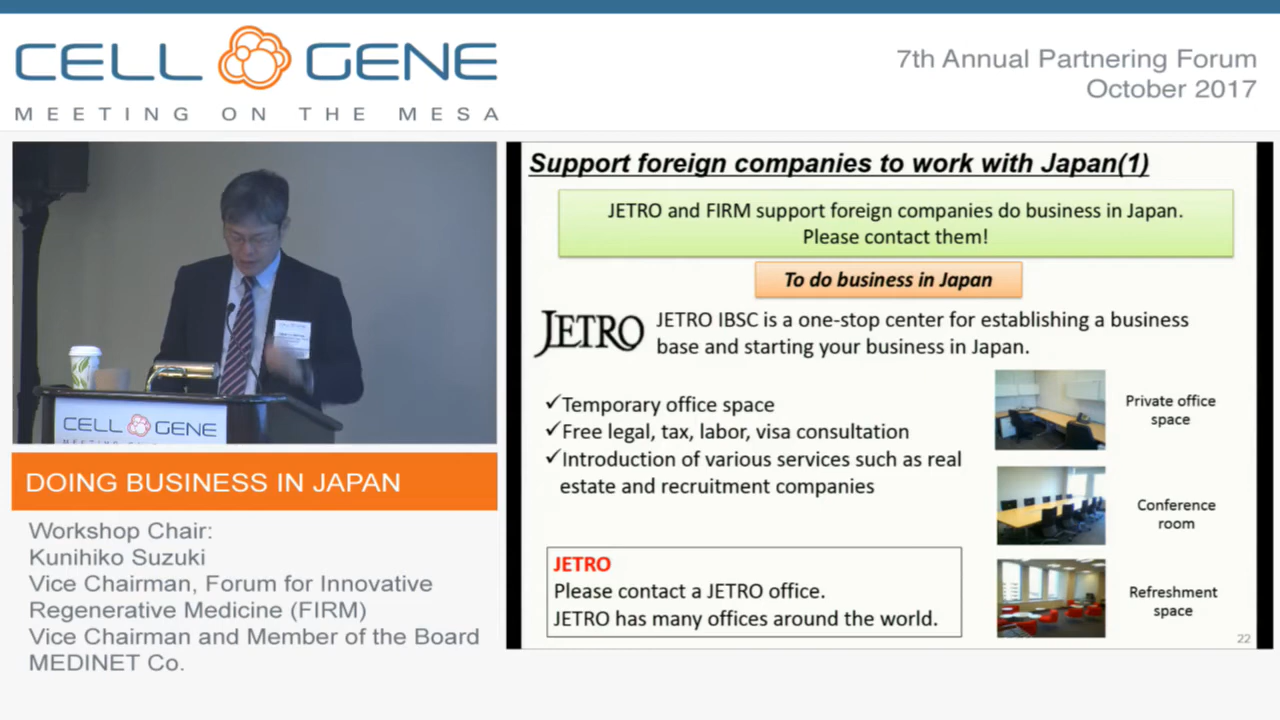 CELL GENE
MEETING ON THE MESA
7th Annual Partnering Forum
October 2017
CELL GENE
DOING BUSINESS IN JAPAN
Workshop Chair:
Kunihiko Suzuki
Vice Chairman, Forum for Innovative
Regenerative Medicine (FIRM)
Vice Chairman and Member of the Board
MEDINET Co.
Support foreign companies to work with Japan(1)
JETRO and FIRM support foreign companies do business in Japan.
Please contact them!
To do business in Japan
JETRO
JETRO IBSC is a one-stop center for establishing a business
base and starting your business in Japan.
✓Temporary office space
✓Free legal, tax, labor, visa consultation
✓Introduction of various services such as real
estate and recruitment companies
Private office
space
Conference
room
Refreshment
space
JETRO
Please contact a JETRO office.
JETRO has many offices around the world.
22